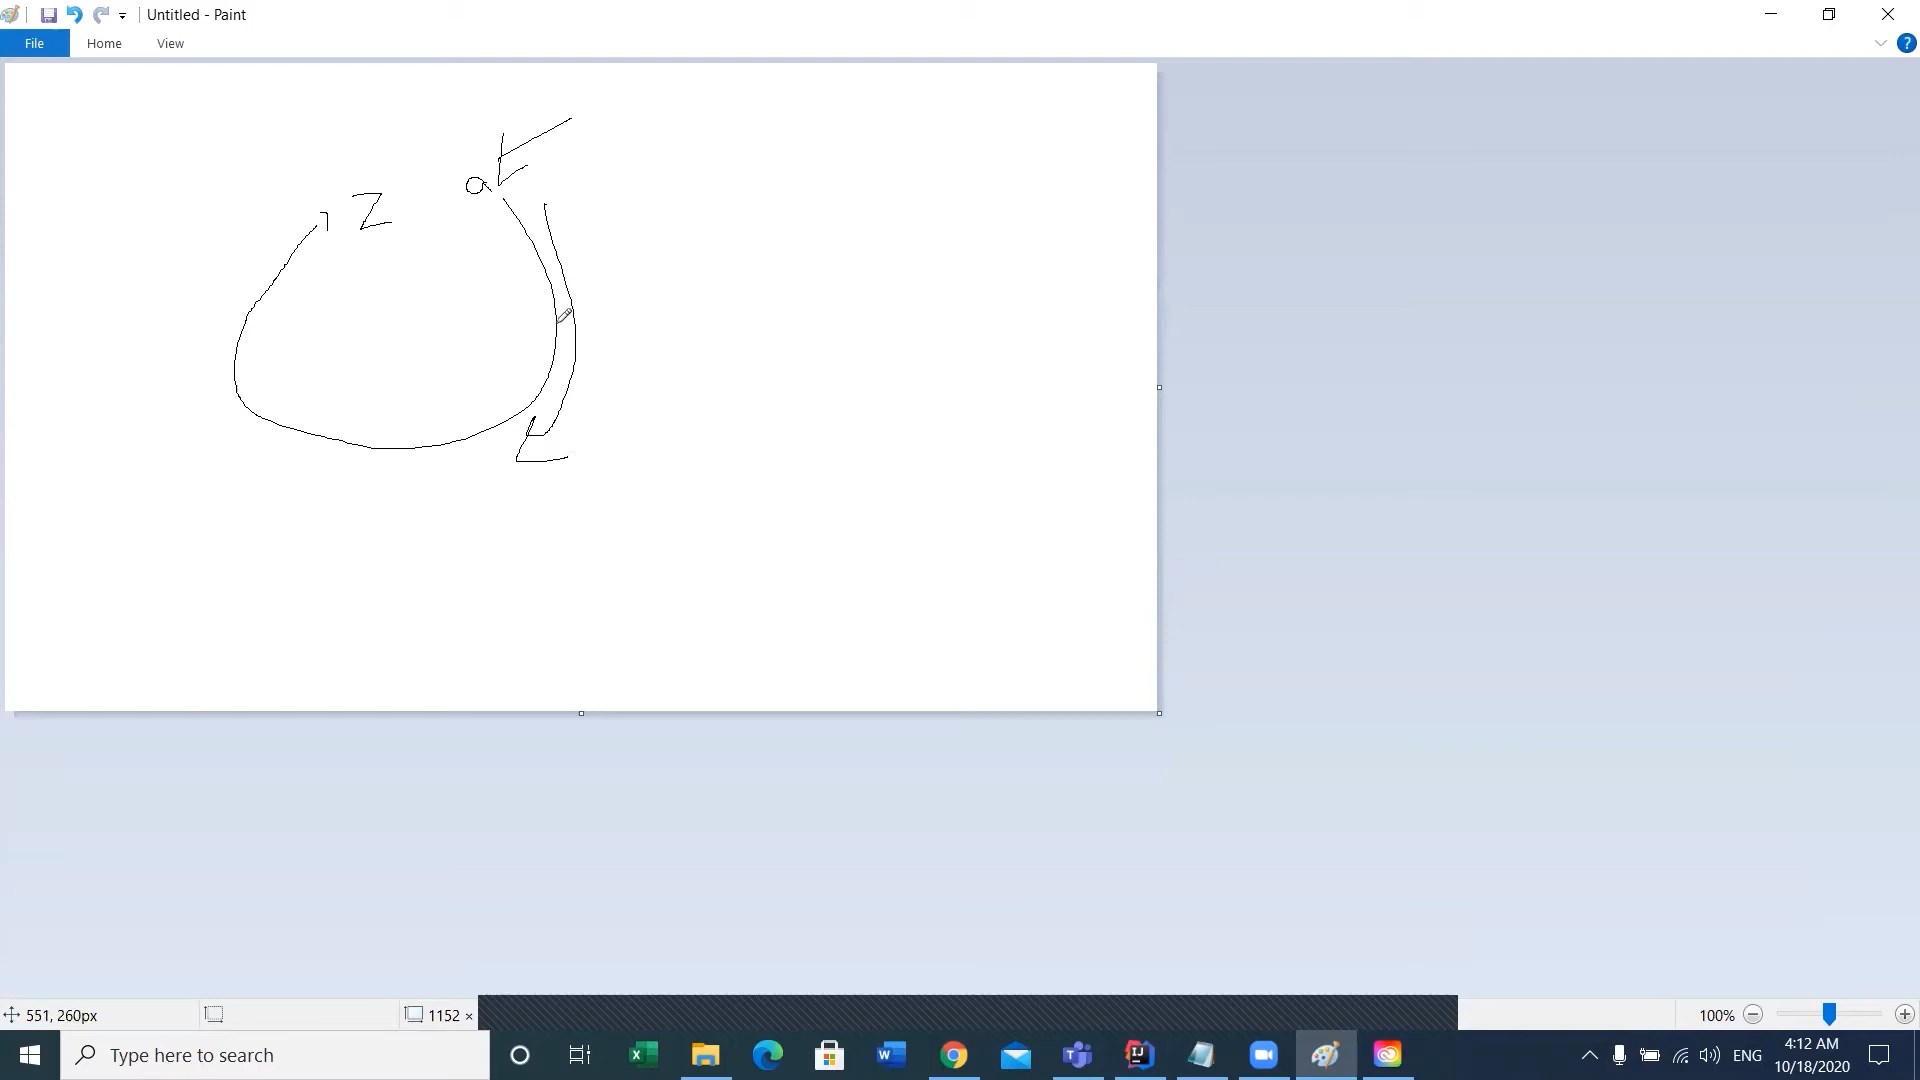 Untitled - Paint
File Home View
Z a
551, 260px
1152 ×
100%
Type here to search
ENG
4:12 AM
10/18/2020